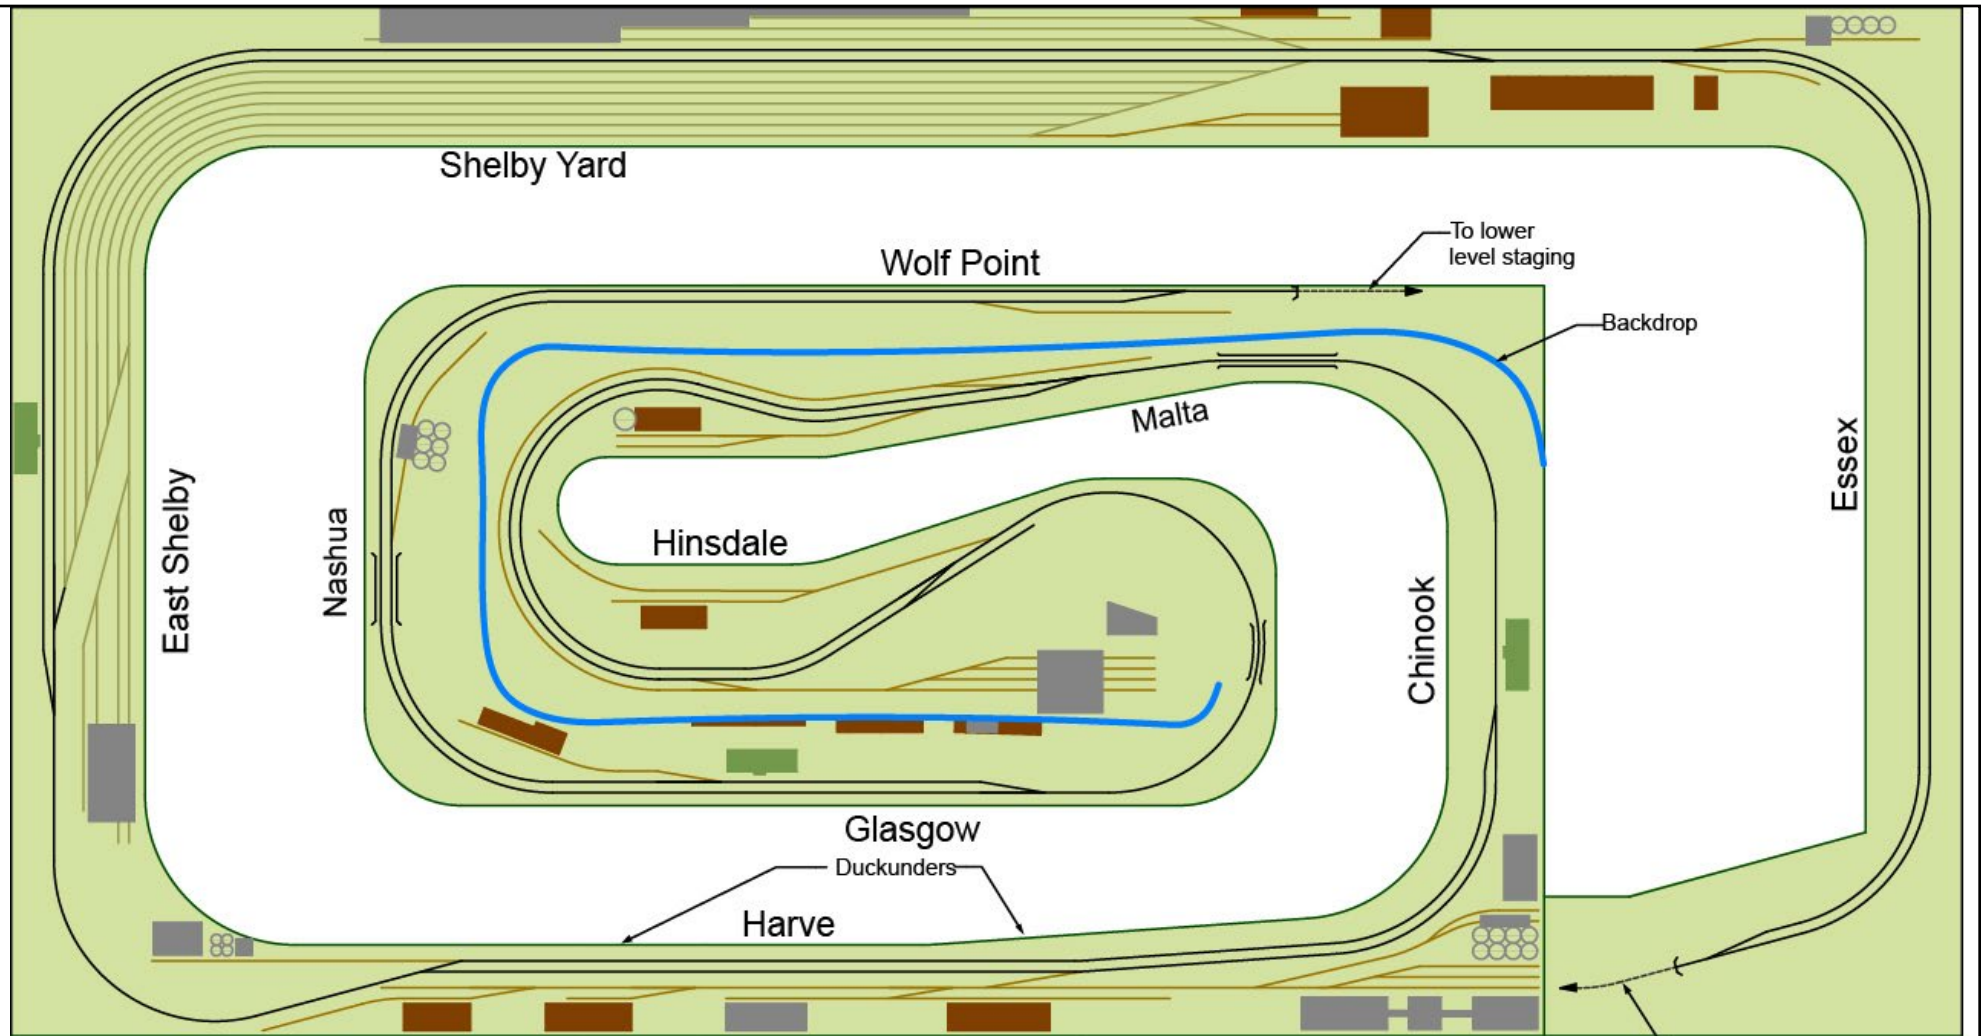 Shelby Yard
Wolf Point
To lower
level staging
Backdrop
Malta
Essex
East Shelby
Nashua
Hinsdale
Chinook
Glasgow
Duckunders
Harve